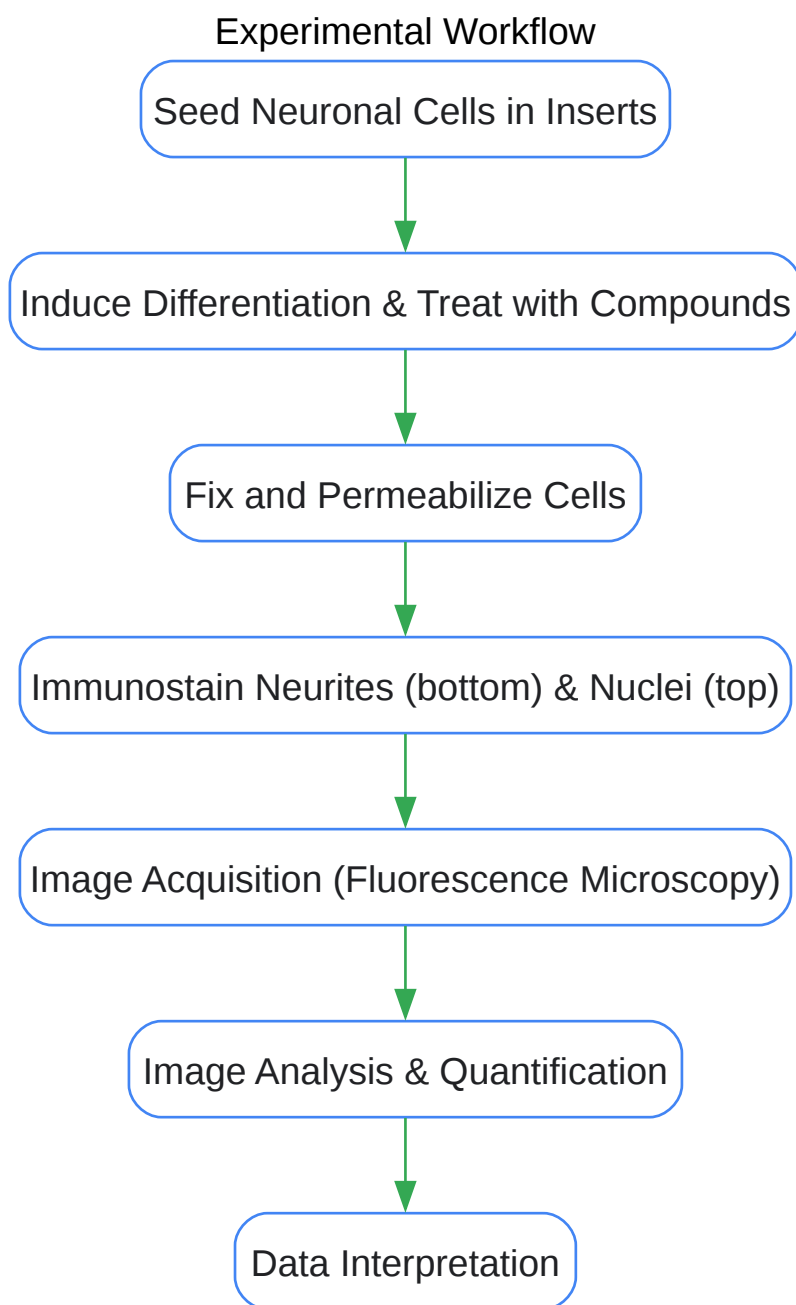 Experimental Workflow
Seed Neuronal Cells in Inserts
Induce Differentiation & Treat with Compounds
Fix and Permeabilize Cells
Immunostain Neurites (bottom) & Nuclei (top)
Image Acquisition (Fluorescence Microscopy)
Image Analysis & Quantification
Data Interpretation